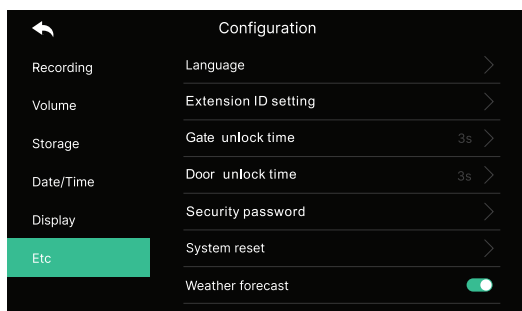 Configuration
Recording
Volume
Storage
Date/Time
Display
Etc
Language
Extension ID setting
Gate unlock time 3s
Door unlock time 3s
Security password
System reset
Weather forecast